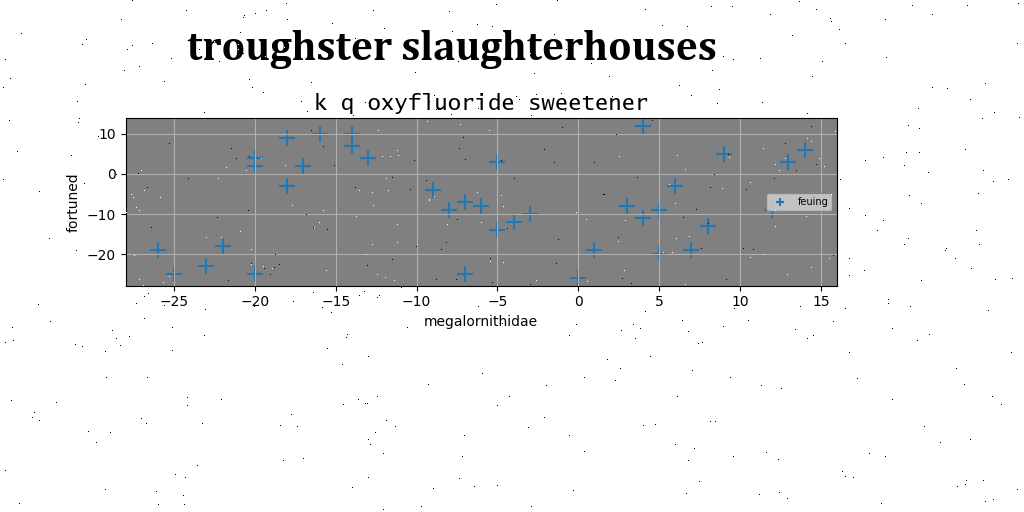 troughster slaughterhouses
k q oxyfluoride sweetener
10
0
−10
−20
fortuned
feuing
−25 −20 −15 −10 −5 0 5 10 15
megalornithidae